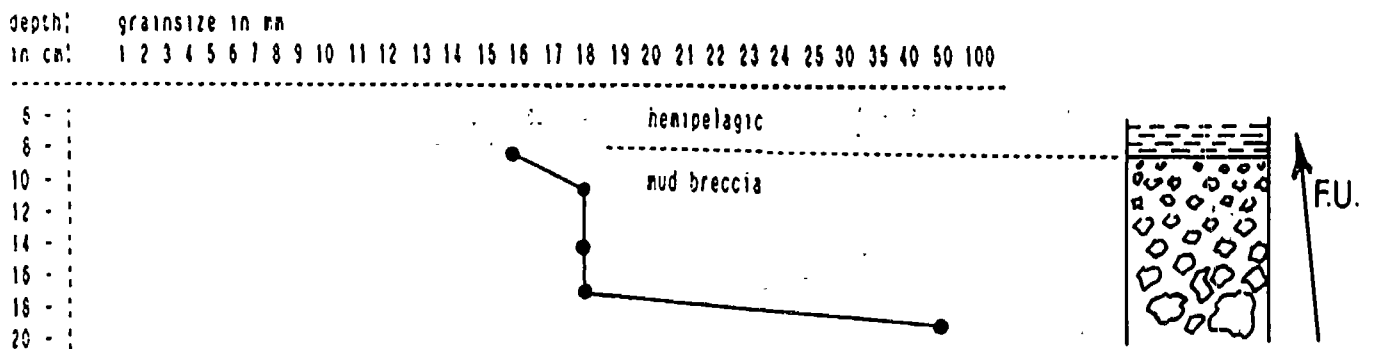 depth: grainsize in mm
in cm: 1 2 3 4 5 6 7 8 9 10 11 12 13 14 15 16 17 18 19 20 21 22 23 24 25 30 35 40 50 100
6 -
hemipelagic
8 -
10 -
mud breccia
12 -
F.U.
14 -
16 -
18 -
20 -